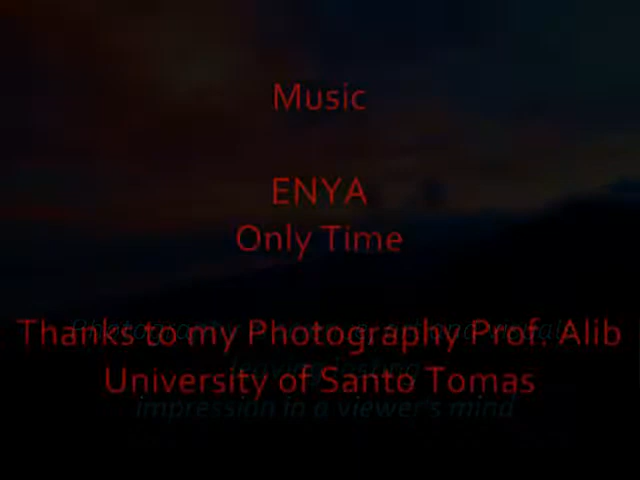 Music
ENYA
Only Time
Thanks to my Photography Prof. Alib
University of Santo Tomas
impression in a viewer's mind